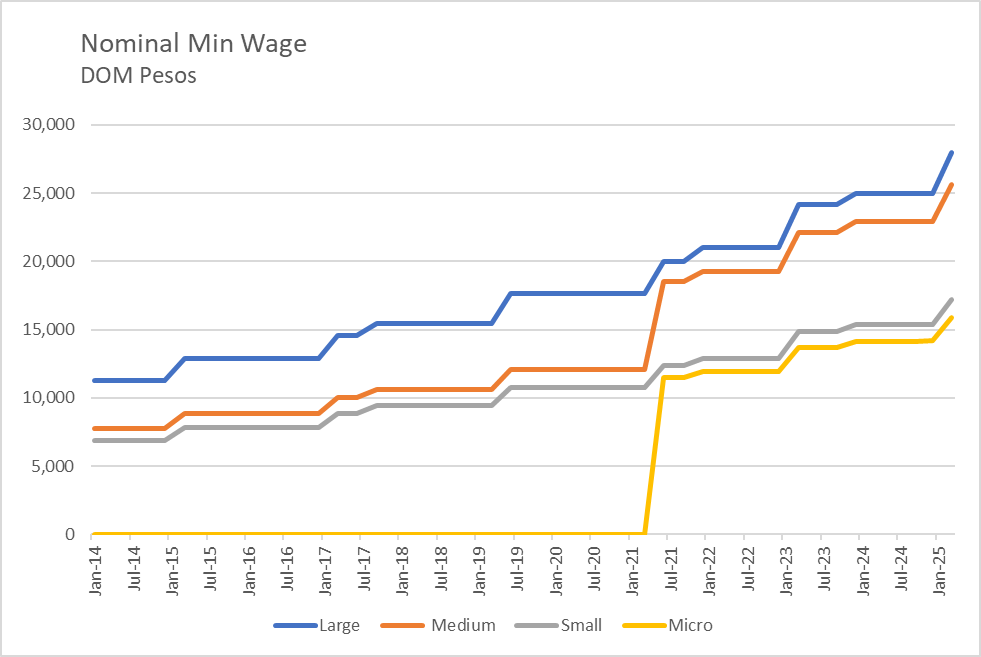 Nominal Min Wage
DOM Pesos
30,000
25,000
20,000
15,000
10,000
5,000
0
Jan-14
Jul-14
Jan-15
Jul-15
Jan-16
Jul-16
Jan-17
Jul-17
Jan-18
Jul-18
Jan-19
Jul-19
Jan-20
Jul-20
Jan-21
Jul-21
Jan-22
Jul-22
Jan-23
Jul-23
Jan-24
Jul-24
Jan-25
Large Medium Small Micro